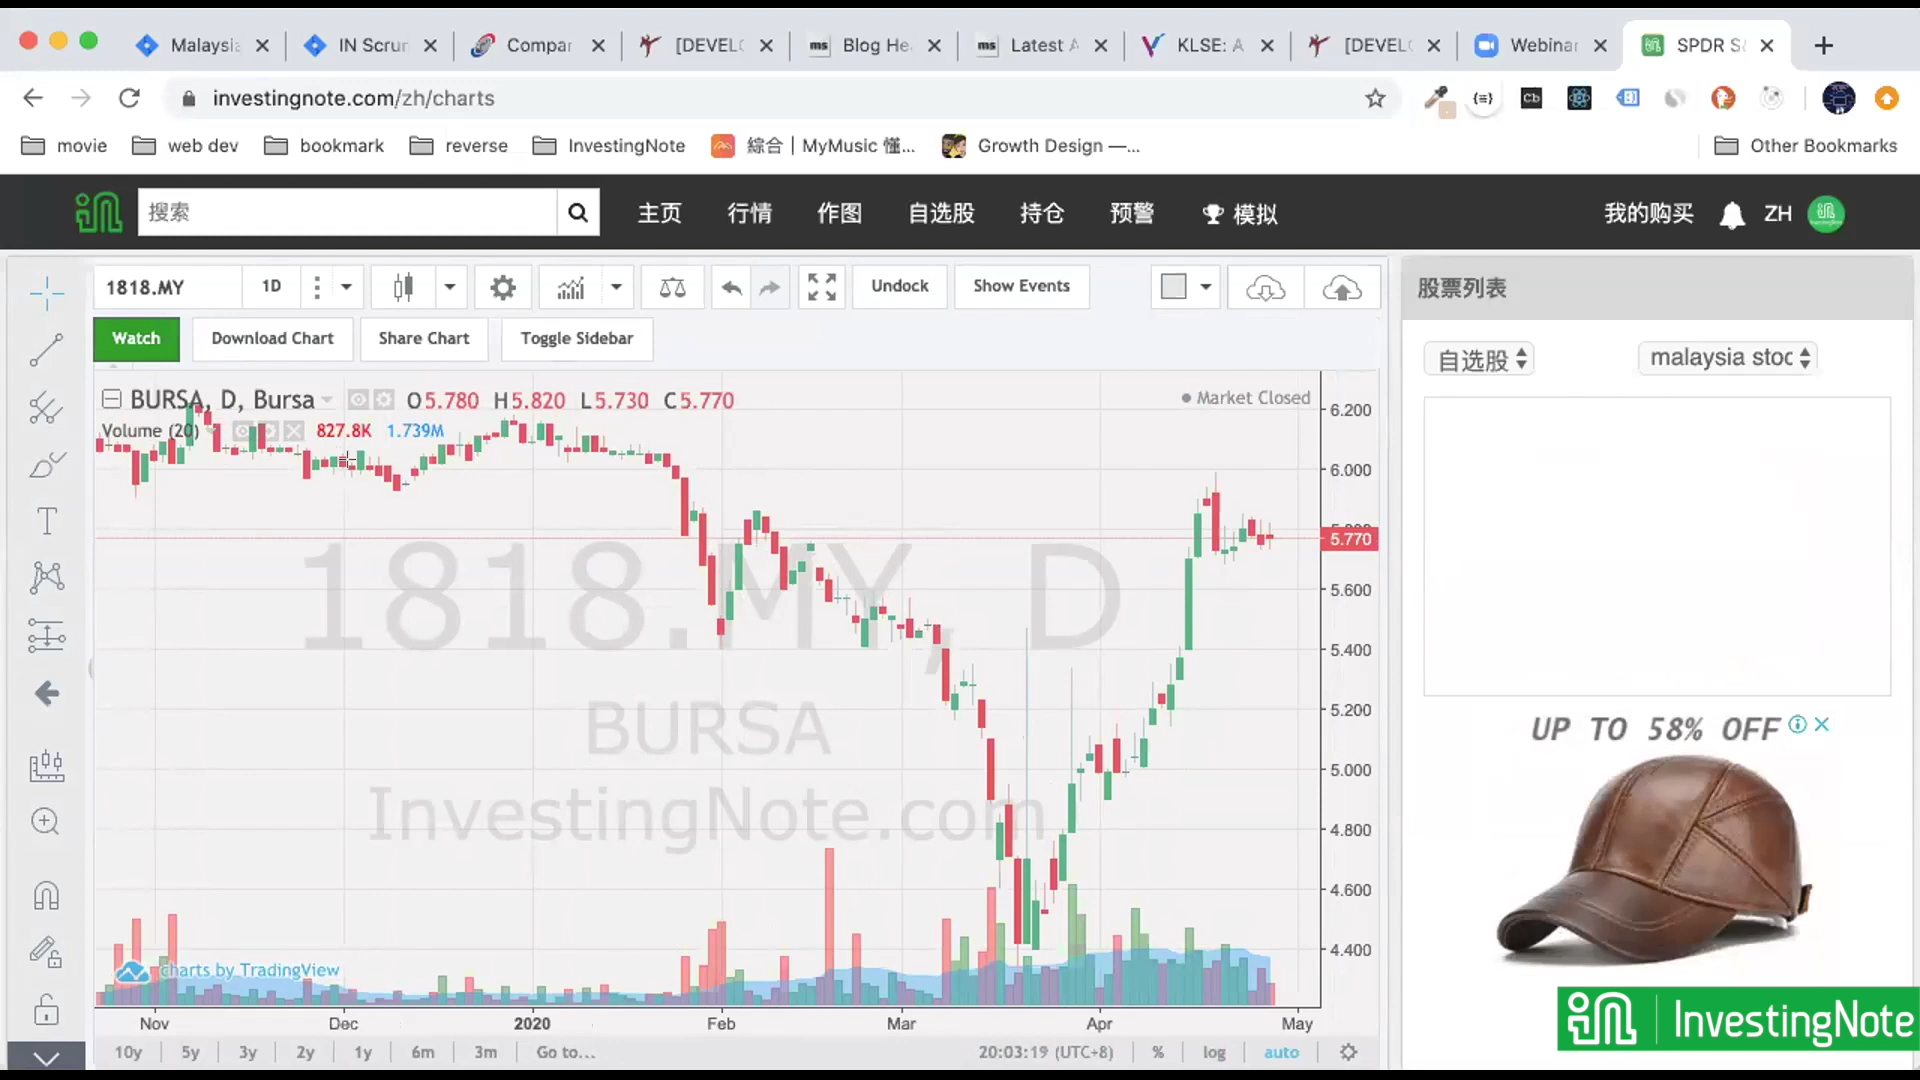 Malaysia
IN Scrum
Compar
[DEVELO
Blog He
Latest A
KLSE: A
[DEVELO
Webinar
SPDR S&
investingnote.com/zh/charts
movie
web dev
bookmark
reverse
InvestingNote
綜合 | MyMusic 懂...
Growth Design —...
Other Bookmarks
搜索
主页
行情
作图
自选股
持仓
预警
模拟
我的购买
ZH
1818.MY
1D
Undock
Show Events
Watch
Download Chart
Share Chart
Toggle Sidebar
股票列表
自选股
malaysia stoc
BURSA, D, Bursa
O5.780 H5.820 L5.730 C5.770
Market Closed
Volume (20)
827.8K 1.739M
1818.MY, D
BURSA
InvestingNote.com
6.200
6.000
5.770
5.600
5.400
5.200
5.000
4.800
4.600
4.400
charts by TradingView
Nov
Dec
2020
Feb
Mar
Apr
May
10y
5y
3y
2y
1y
6m
3m
Go to...
20:03:19 (UTC+8)
%
log
auto
UP TO 58% OFF
InvestingNote